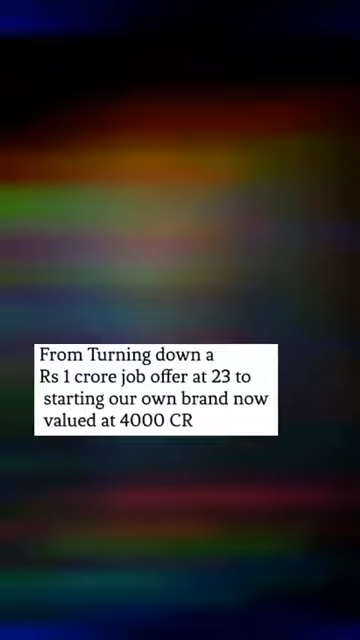 From Turning down a
Rs 1 crore job offer at 23 to
starting our own brand now
valued at 4000 CR